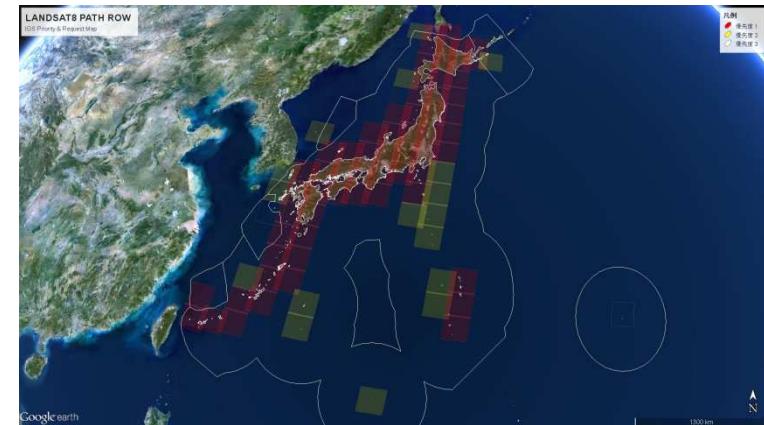 LANDSAT8 PATH ROW
IGS Priority & Request Map
凡例
優先度 1
優先度 2
優先度 3
Google earth
N
1300 km